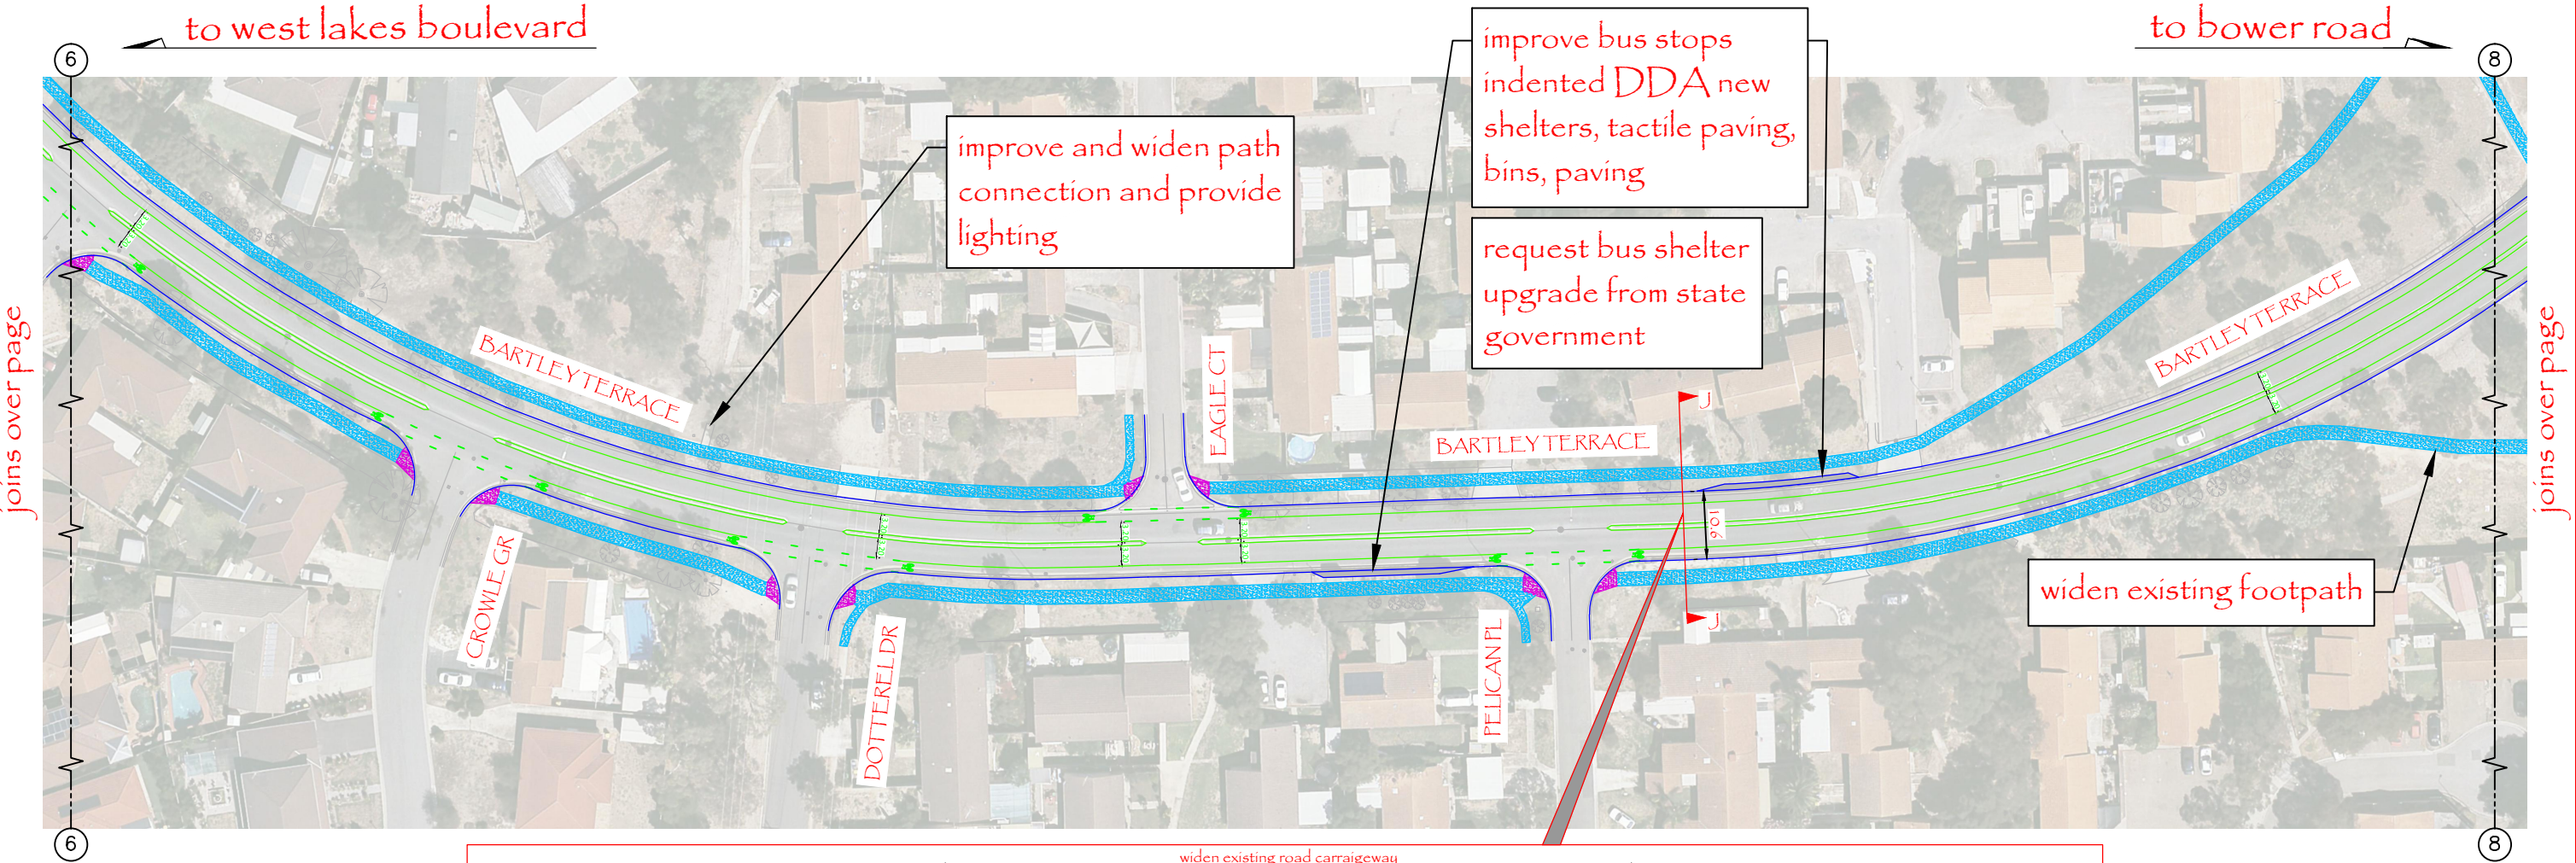 to west lakes boulevard
to bower road
6
8
improve bus stops
indented DDA new
shelters, tactile paving,
bins, paving
improve and widen path
connection and provide
lighting
request bus shelter
upgrade from state
government
joins over page
joins over page
BARTLEY TERRACE
BARTLEY TERRACE
BARTLEY TERRACE
EAGLE CT
J
10.6
CROWLE GR
DOTTEREL DR
PELICAN PL
J
widen existing footpath
6
8
widen existing road carraigeway